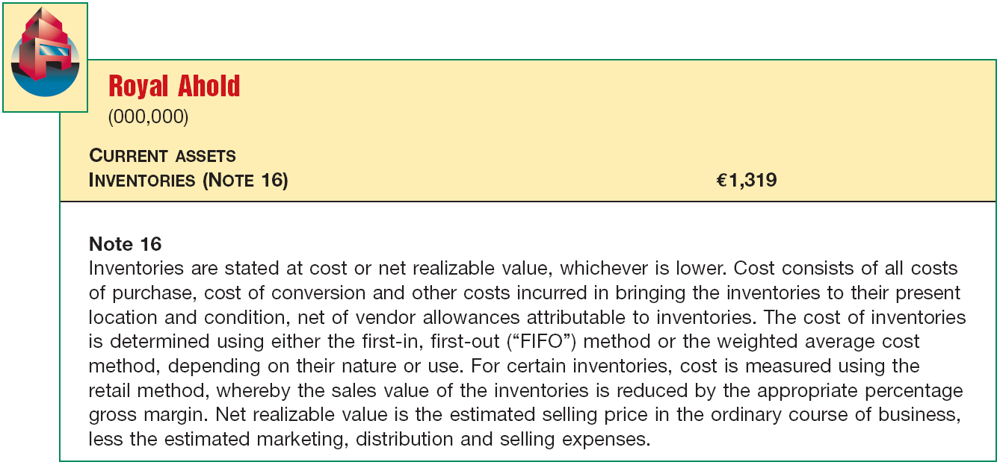 Royal Ahold
(000,000)
CURRENT ASSETS
INVENTORIES (NOTE 16) €1,319
Note 16
Inventories are stated at cost or net realizable value, whichever is lower. Cost consists of all costs
of purchase, cost of conversion and other costs incurred in bringing the inventories to their present
location and condition, net of vendor allowances attributable to inventories. The cost of inventories
is determined using either the first-in, first-out (“FIFO”) method or the weighted average cost
method, depending on their nature or use. For certain inventories, cost is measured using the
retail method, whereby the sales value of the inventories is reduced by the appropriate percentage
gross margin. Net realizable value is the estimated selling price in the ordinary course of business,
less the estimated marketing, distribution and selling expenses.